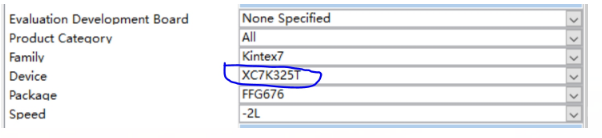 Evaluation Development Board None Specified
Product Category All
Family Kintex7
Device XC7K325T
Package FFG676
Speed -2L